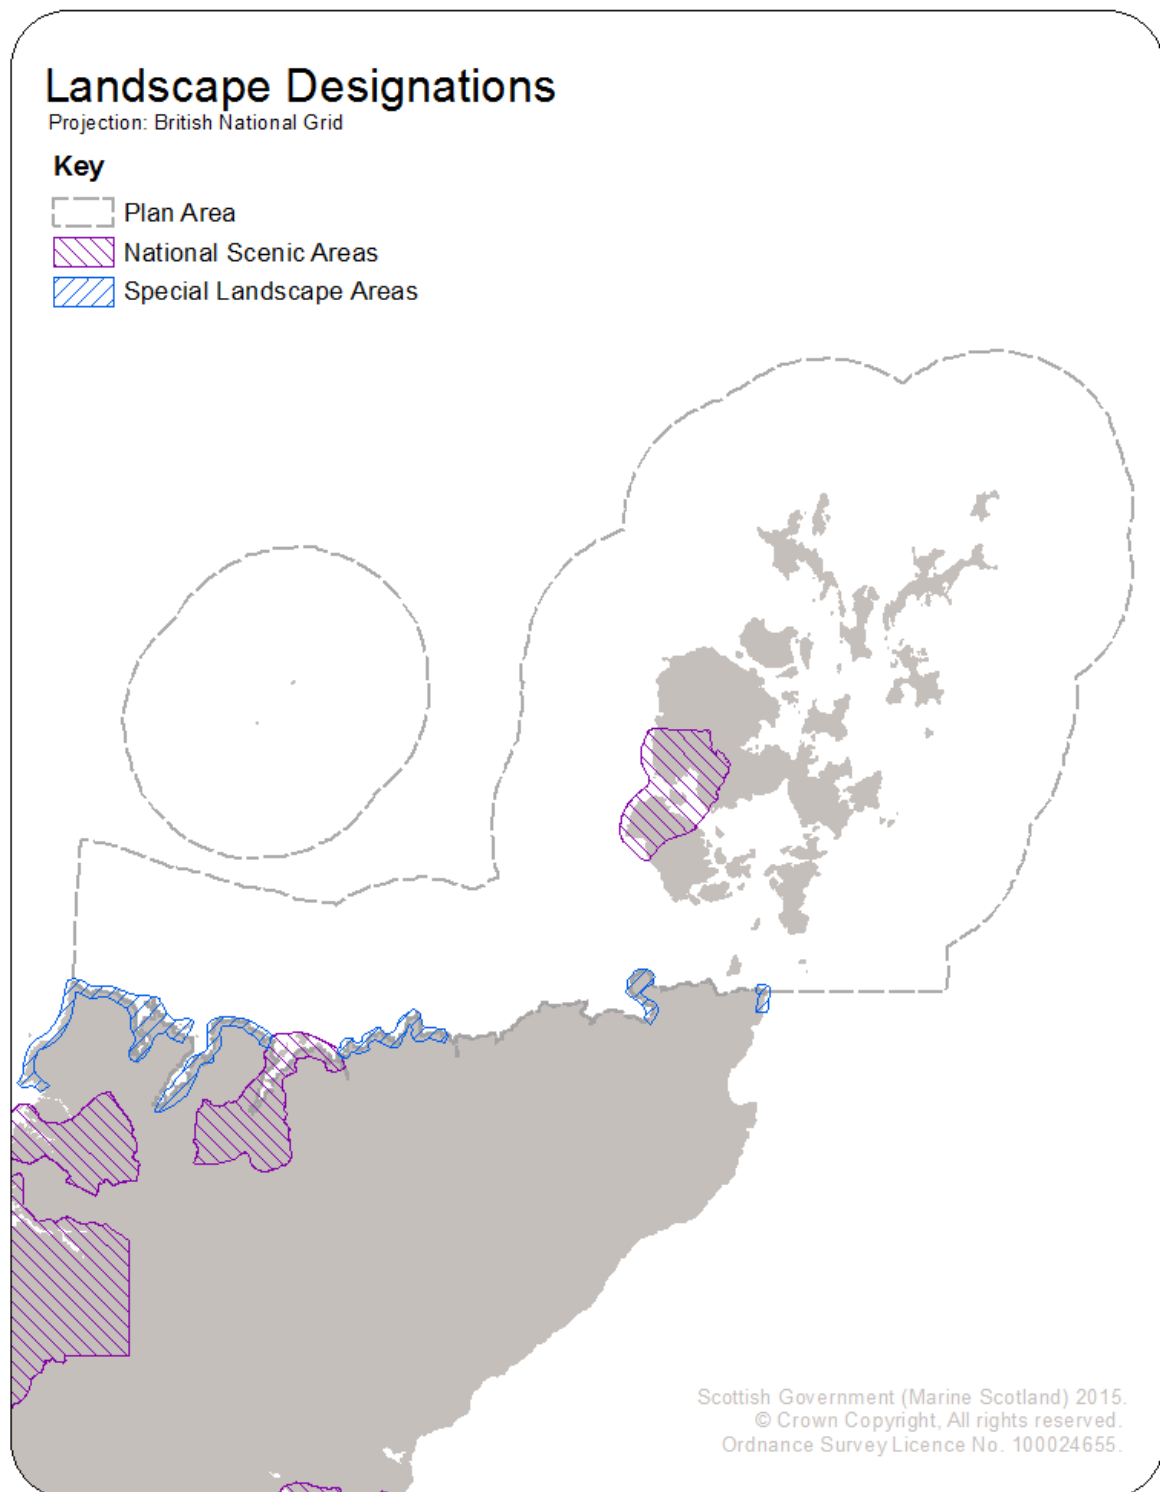 Landscape Designations
Projection: British National Grid
Key
Plan Area
National Scenic Areas
Special Landscape Areas
Scottish Government (Marine Scotland) 2015.
© Crown Copyright, All rights reserved.
Ordnance Survey Licence No. 100024655.